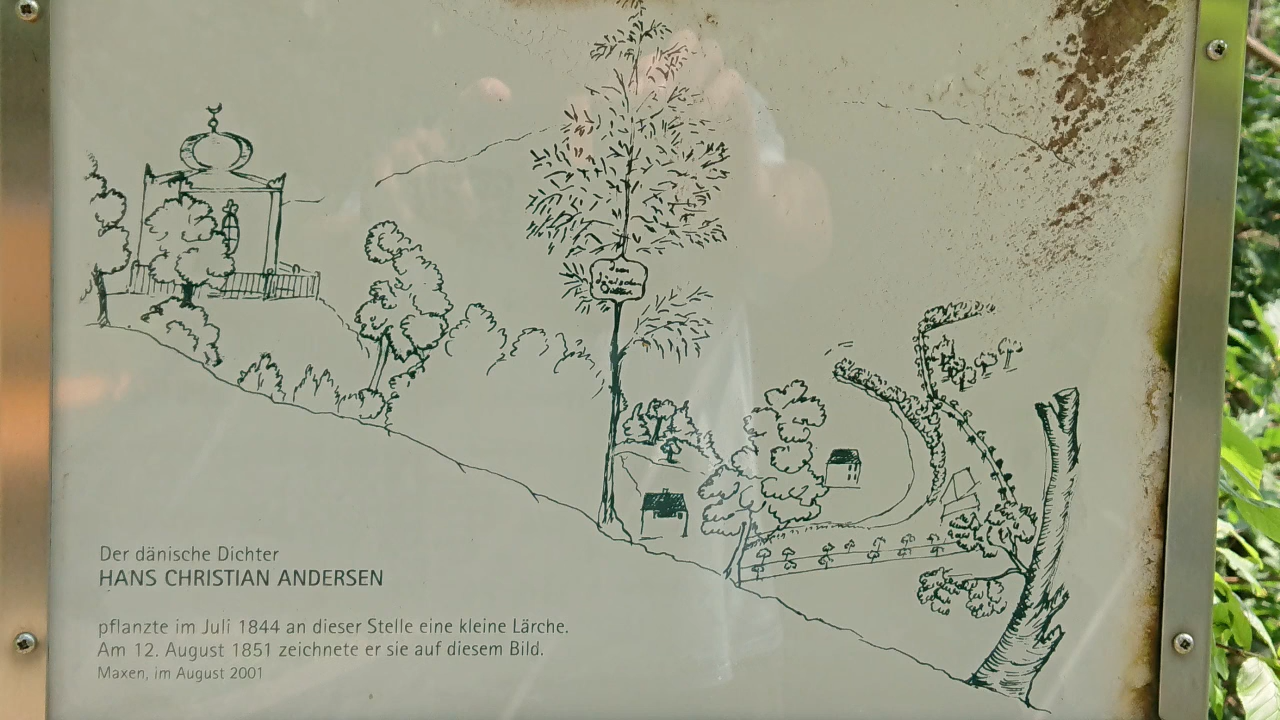 Der dänische Dichter
HANS CHRISTIAN ANDERSEN
pflanzte im Juli 1844 an dieser Stelle eine kleine Lärche.
Am 12. August 1851 zeichnete er sie auf diesem Bild.
Maxen, im August 2001